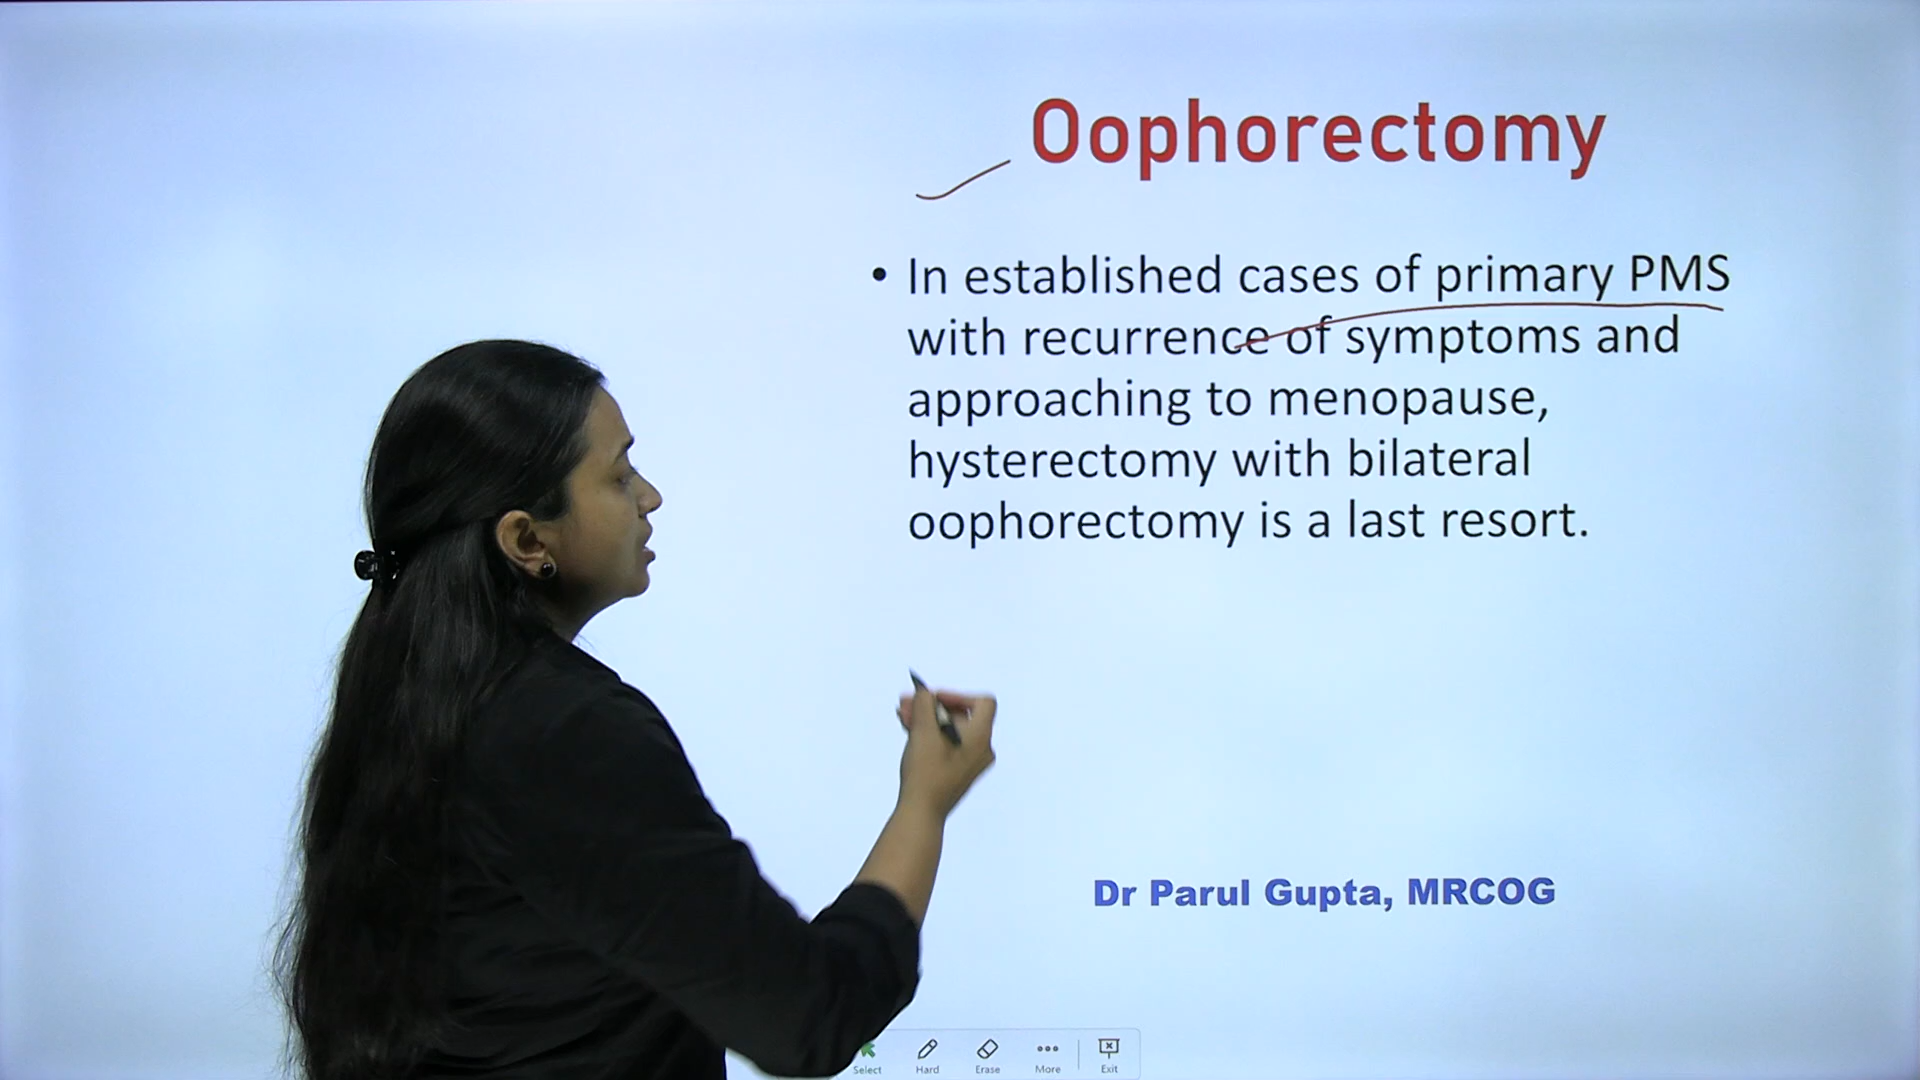 Oophorectomy
• In established cases of primary PMS
with recurrence of symptoms and
approaching to menopause,
hysterectomy with bilateral
oophorectomy is a last resort.
Dr Parul Gupta, MRCOG
Select Hard Erase More Exit